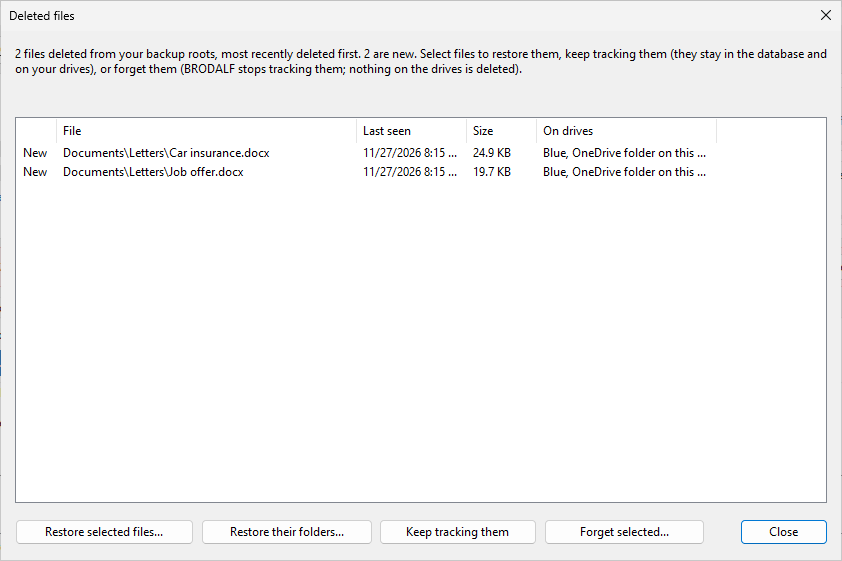 Deleted files
2 files deleted from your backup roots, most recently deleted first. 2 are new. Select files to restore them, keep tracking them (they stay in the database and
on your drives), or forget them (BRODALF stops tracking them; nothing on the drives is deleted).
File Last seen Size On drives
New Documents\Letters\Car insurance.docx 11/27/2026 8:15 ... 24.9 KB Blue, OneDrive folder on this ...
New Documents\Letters\Job offer.docx 11/27/2026 8:15 ... 19.7 KB Blue, OneDrive folder on this ...
Restore selected files... Restore their folders... Keep tracking them Forget selected... Close